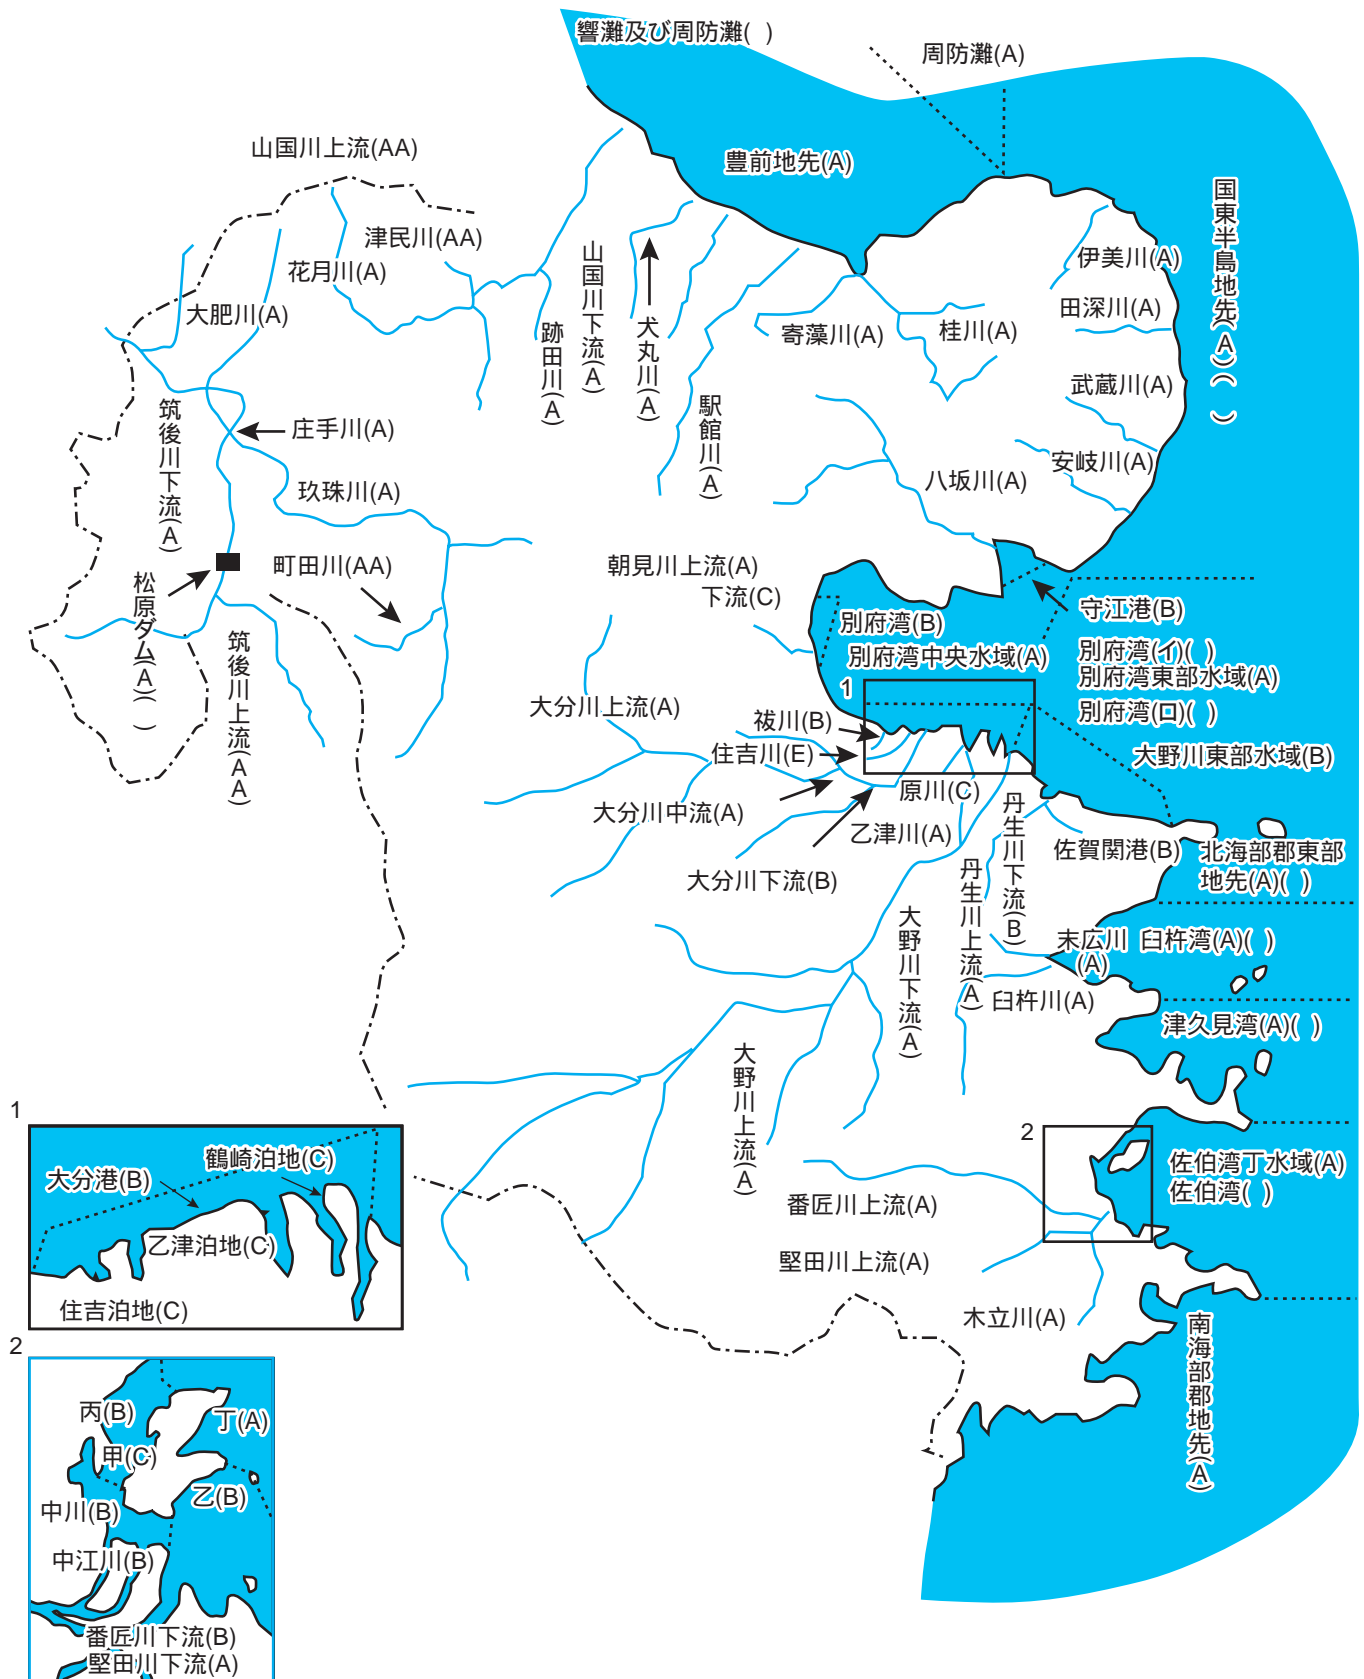 響灘及び周防灘( )
周防灘(A)
山国川上流(AA)
豊前地先(A)
国東半島地先(A)( )
津民川(AA)
花月川(A)
伊美川(A)
大肥川(A)
山国川下流(A)
跡田川(A)
犬丸川(A)
寄藻川(A)
桂川(A)
田深川(A)
武蔵川(A)
駅館川(A)
筑後川下流(A)
庄手川(A)
玖珠川(A)
八坂川(A)
安岐川(A)
松原ダム(A)( )
町田川(AA)
朝見川上流(A)
下流(C)
守江港(B)
別府湾(B)
別府湾中央水域(A)
別府湾(イ)( )
別府湾東部水域(A)
別府湾(ロ)( )
筑後川上流(AA)
1
大分川上流(A)
祓川(B)
住吉川(E)
大野川東部水域(B)
原川(C)
大分川中流(A)
乙津川(A)
丹生川下流(B)
佐賀関港(B)
北海部郡東部
地先(A)( )
大分川下流(B)
丹生川上流(A)
大野川下流(A)
末広川
(A)
臼杵湾(A)( )
臼杵川(A)
津久見湾(A)( )
大野川上流(A)
2
佐伯湾丁水域(A)
佐伯湾( )
番匠川上流(A)
堅田川上流(A)
木立川(A)
南海部郡地先(A)
1
鶴崎泊地(C)
大分港(B)
乙津泊地(C)
住吉泊地(C)
2
丙(B)
丁(A)
甲(C)
乙(B)
中川(B)
中江川(B)
番匠川下流(B)
堅田川下流(A)